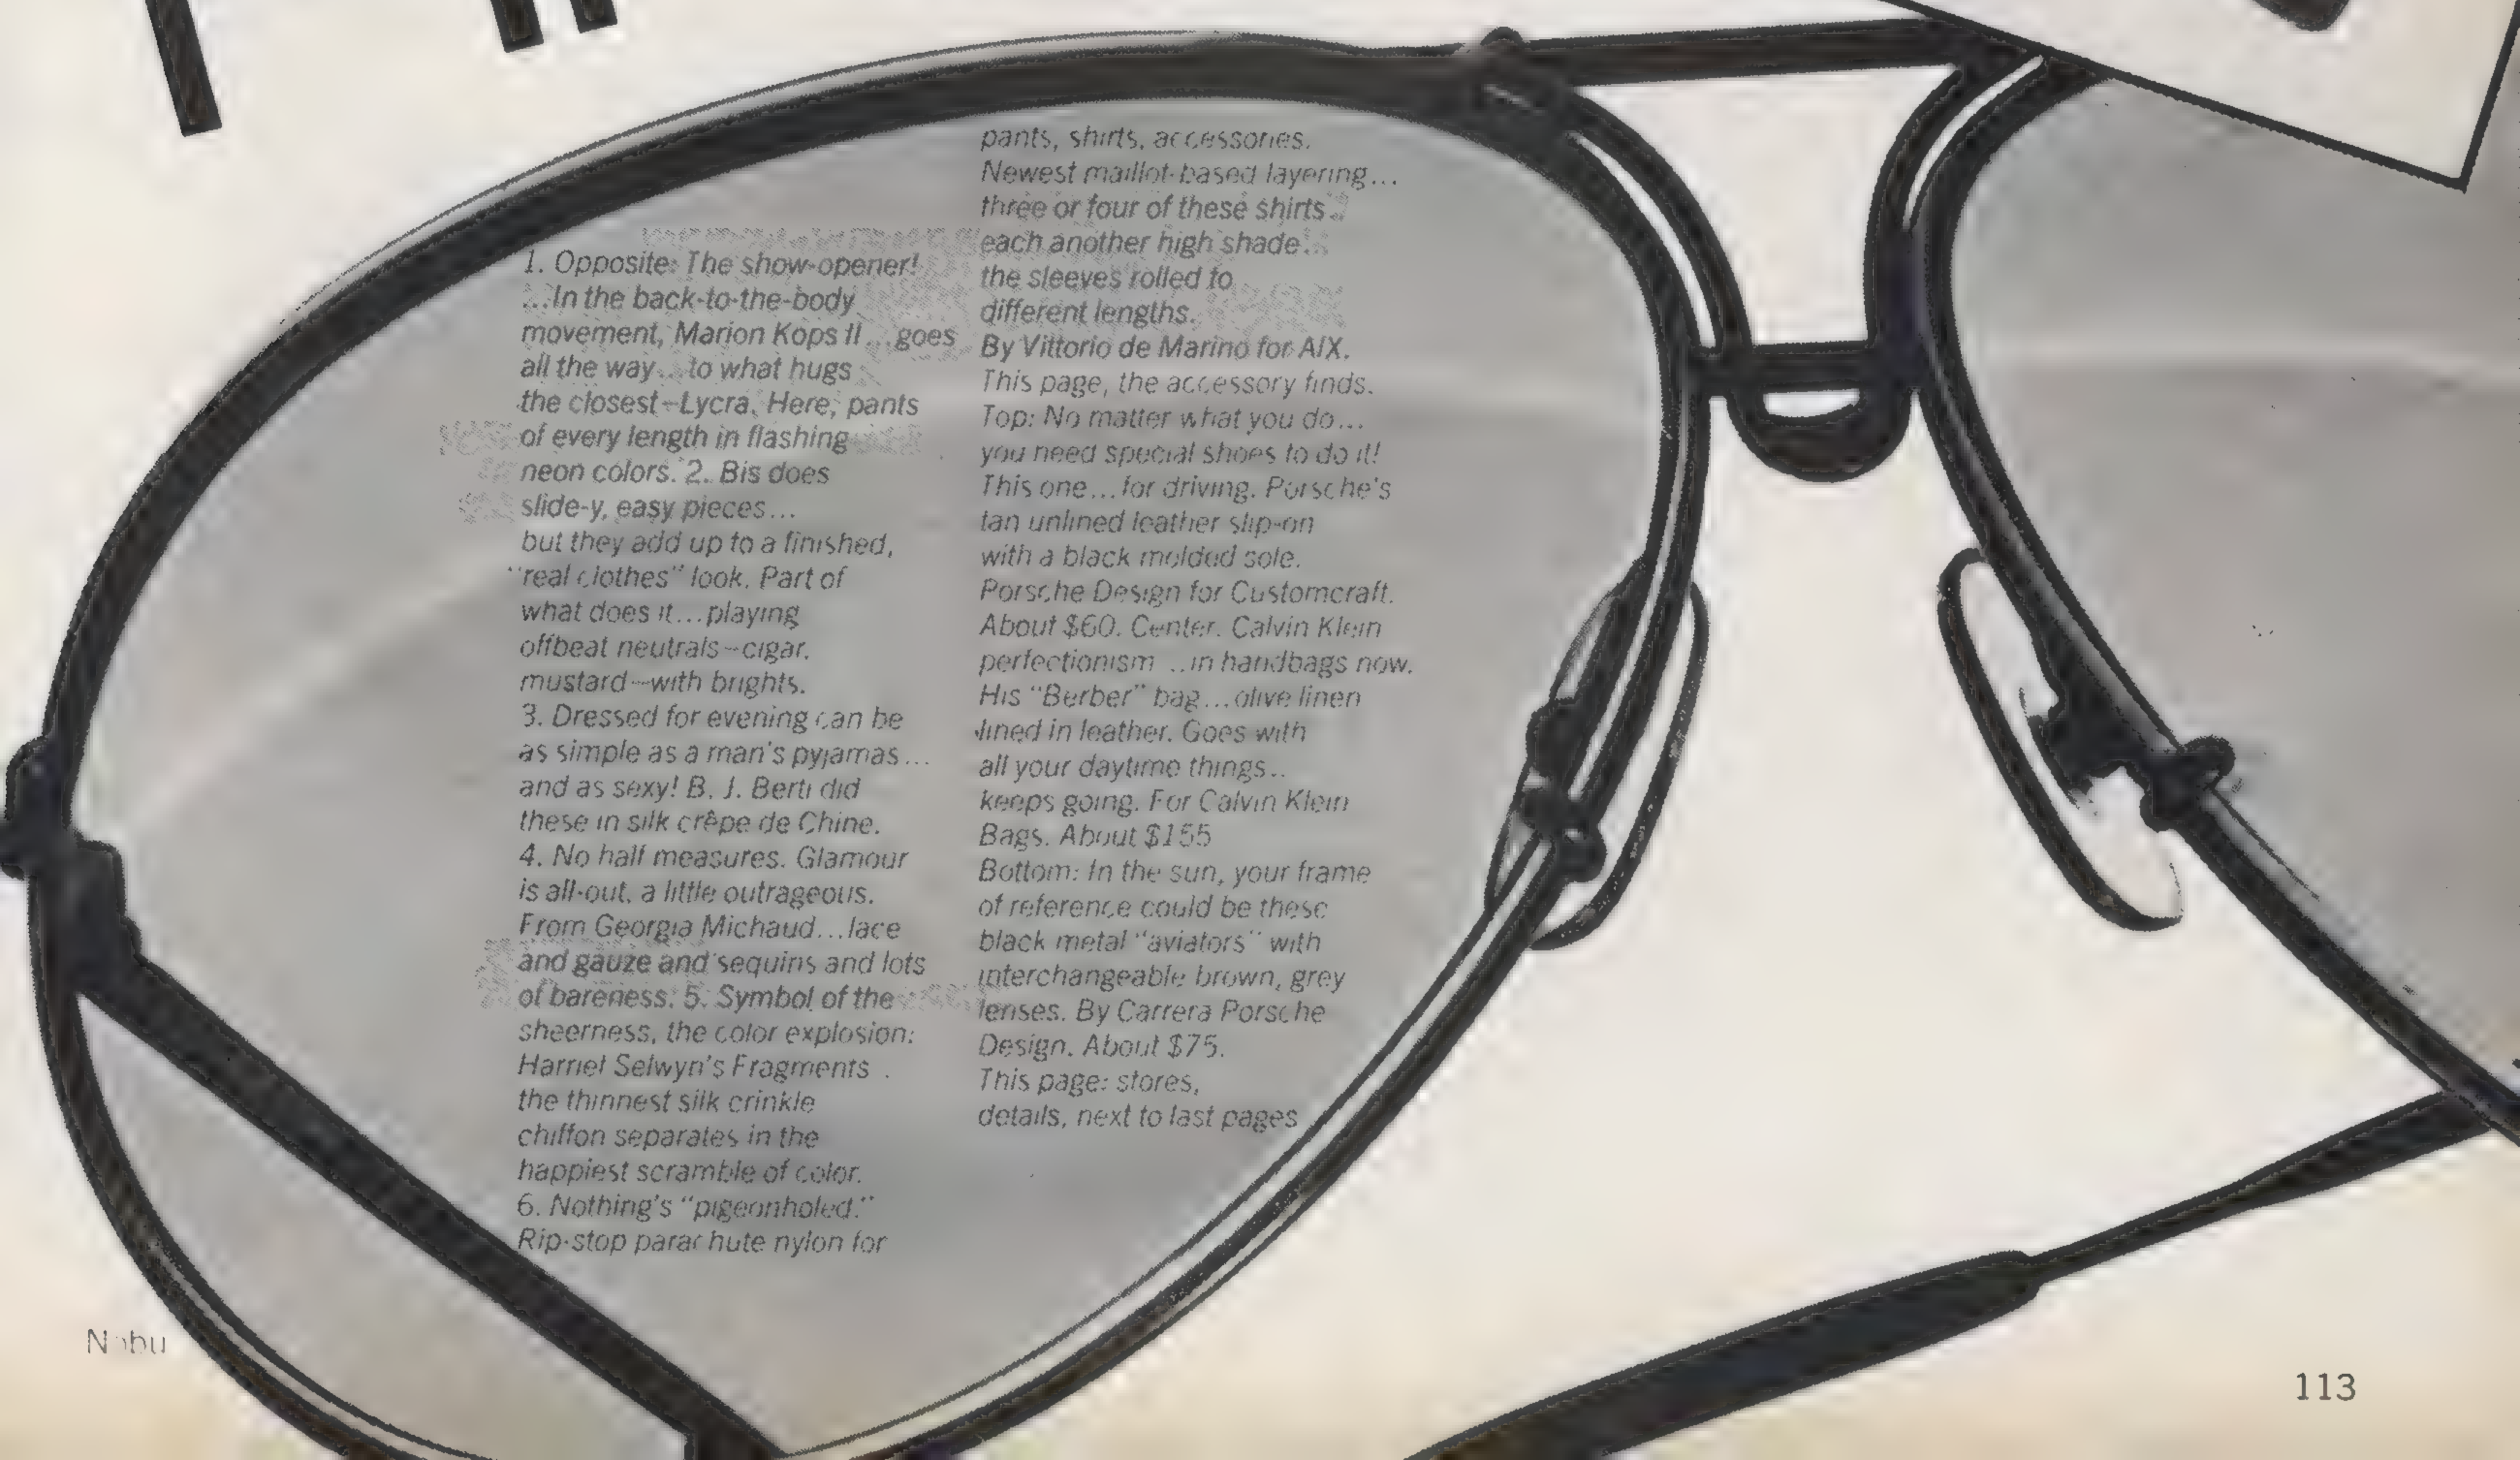 1. Opposite: The show-opener!
...In the back-to-the-body
movement, Marion Kops II...goes
all the way...to what hugs
the closest—Lycra. Here, pants
of every length in flashing
neon colors. 2. Bis does
slide-y, easy pieces...
but they add up to a finished,
"real clothes" look. Part of
what does it...playing
offbeat neutrals—cigar,
mustard—with brights.
3. Dressed for evening can be
as simple as a man's pyjamas...
and as sexy! B. J. Berti did
these in silk crêpe de Chine.
4. No half measures. Glamour
is all-out, a little outrageous.
From Georgia Michaud...lace
and gauze and sequins and lots
of bareness. 5. Symbol of the
sheerness, the color explosion:
Harriet Selwyn's Fragments .
the thinnest silk crinkle
chiffon separates in the
happiest scramble of color.
6. Nothing's "pigeonholed."
Rip-stop parachute nylon for
pants, shirts, accessories.
Newest maillot-based layering...
three or four of these shirts..
each another high shade...
the sleeves rolled to
different lengths.
By Vittorio de Marino for AIX.
This page, the accessory finds.
Top: No matter what you do...
you need special shoes to do it!
This one...for driving. Porsche's
tan unlined leather slip-on
with a black molded sole.
Porsche Design for Customcraft.
About $60. Center. Calvin Klein
perfectionism ...in handbags now.
His "Berber" bag...olive linen
lined in leather. Goes with
all your daytime things..
keeps going. For Calvin Klein
Bags. About $155
Bottom: In the sun, your frame
of reference could be these
black metal "aviators" with
interchangeable brown, grey
lenses. By Carrera Porsche
Design. About $75.
This page: stores,
details, next to last pages
Nobu
113